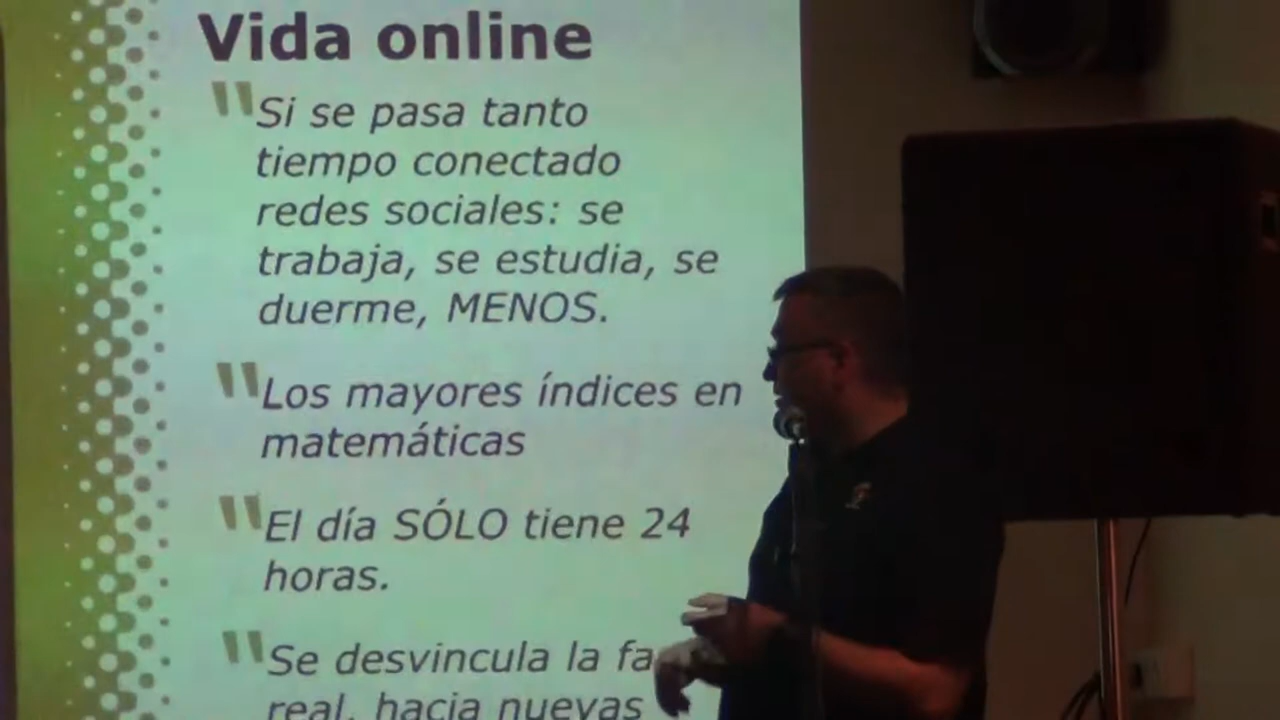 Vida online
"Si se pasa tanto
tiempo conectado
redes sociales: se
trabaja, se estudia, se
duerme, MENOS.
"Los mayores índices en
matemáticas
"El día SÓLO tiene 24
horas.
"Se desvincula la fa
real, hacia nuevas